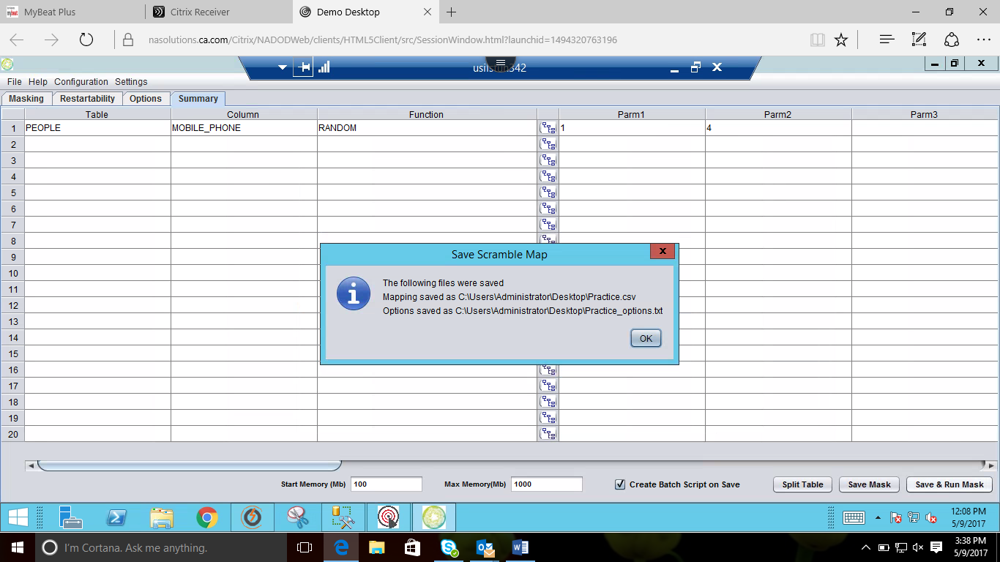 MyBeat Plus
Citrix Receiver
Demo Desktop
nasolutions.ca.com/Citrix/NADODWeb/clients/HTML5Client/src/SessionWindow.html?launchid=1494320763196
File Help Configuration Settings
Masking Restartability Options Summary
Table Column Function Parm1 Parm2 Parm3
1 PEOPLE MOBILE_PHONE RANDOM 1 4
2
3
4
5
6
7
8
9
10
11
12
13
14
15
16
17
18
19
20
Save Scramble Map
The following files were saved
Mapping saved as C:\Users\Administrator\Desktop\Practice.csv
Options saved as C:\Users\Administrator\Desktop\Practice_options.txt
OK
Start Memory (Mb) 100 Max Memory(Mb) 1000 Create Batch Script on Save Split Table Save Mask Save & Run Mask
12:08 PM
5/9/2017
I'm Cortana. Ask me anything.
3:38 PM
5/9/2017